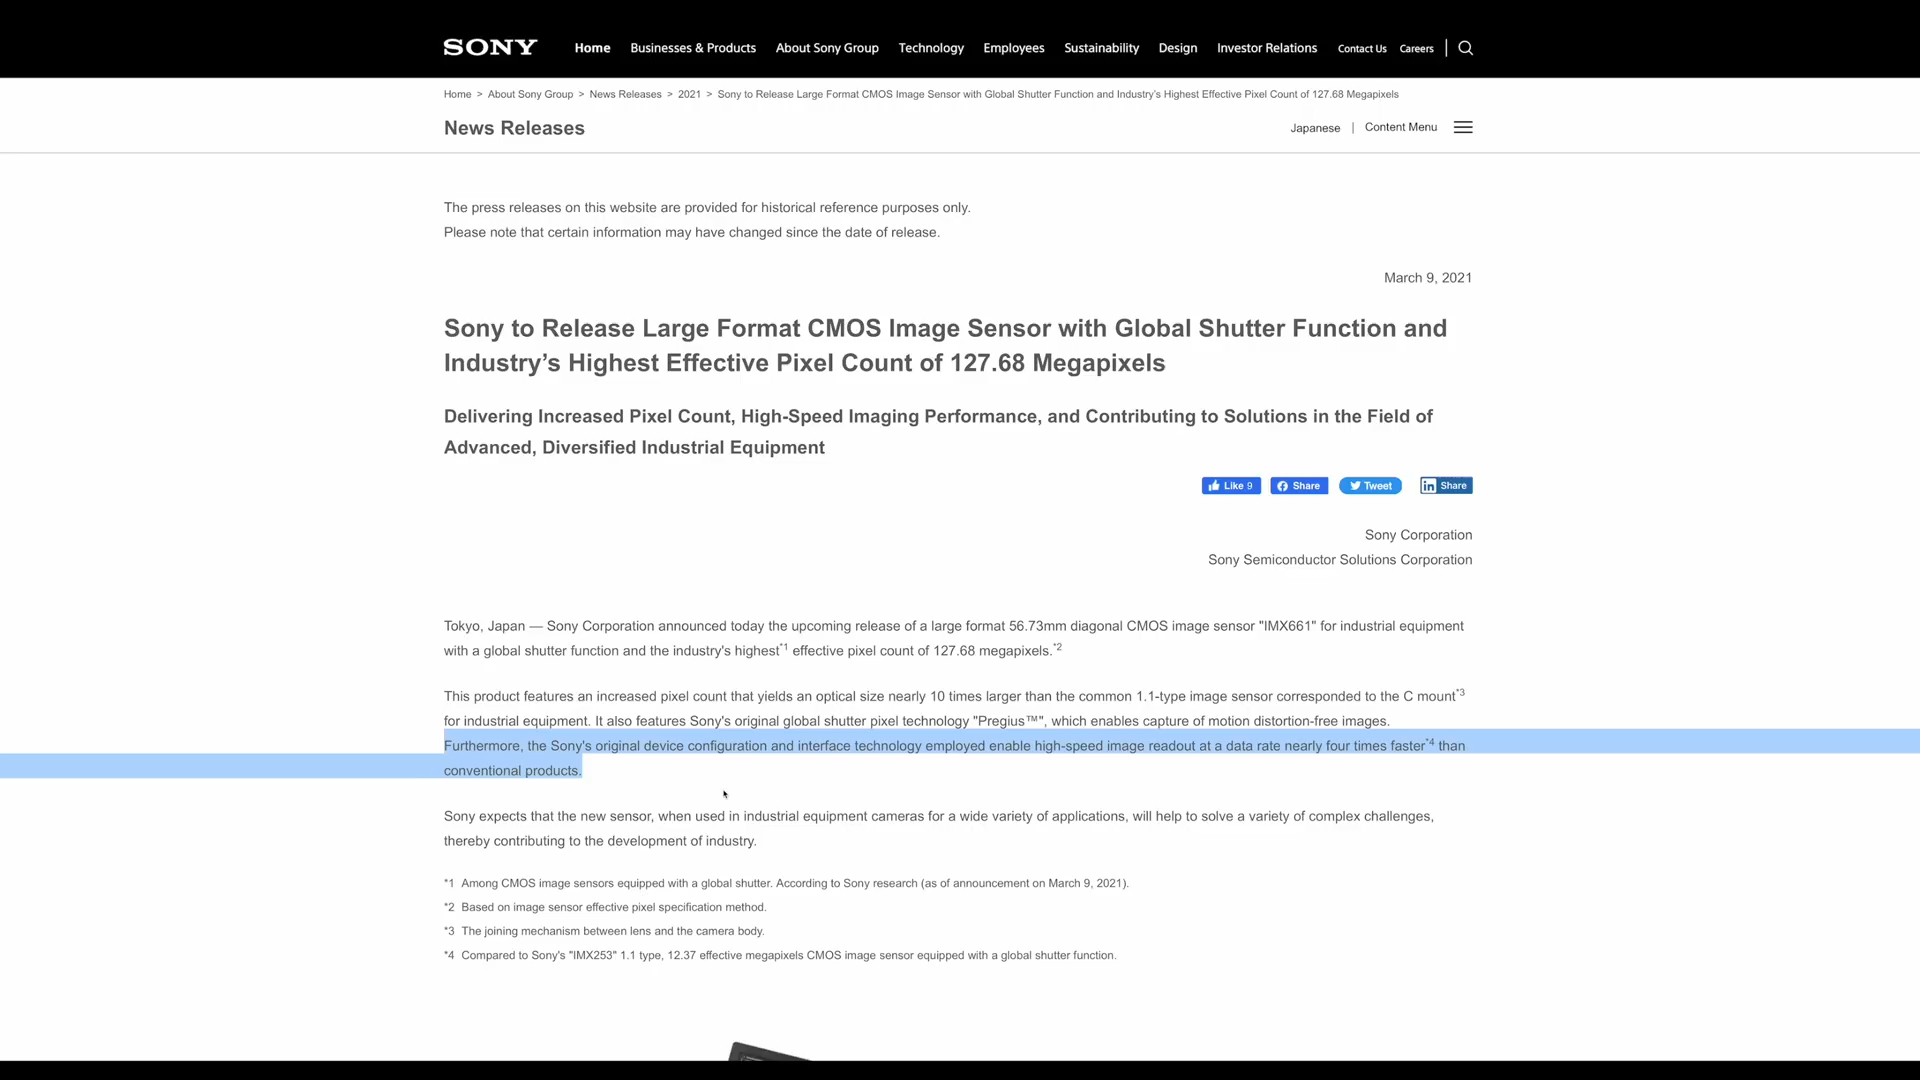 SONY Home Businesses & Products About Sony Group Technology Employees Sustainability Design Investor Relations Contact Us Careers
Home > About Sony Group > News Releases > 2021 > Sony to Release Large Format CMOS Image Sensor with Global Shutter Function and Industry’s Highest Effective Pixel Count of 127.68 Megapixels
News Releases
Japanese | Content Menu
The press releases on this website are provided for historical reference purposes only.
Please note that certain information may have changed since the date of release.
March 9, 2021
Sony to Release Large Format CMOS Image Sensor with Global Shutter Function and
Industry’s Highest Effective Pixel Count of 127.68 Megapixels
Delivering Increased Pixel Count, High-Speed Imaging Performance, and Contributing to Solutions in the Field of
Advanced, Diversified Industrial Equipment
Like 9 Share Tweet in Share
Sony Corporation
Sony Semiconductor Solutions Corporation
Tokyo, Japan — Sony Corporation announced today the upcoming release of a large format 56.73mm diagonal CMOS image sensor "IMX661" for industrial equipment
with a global shutter function and the industry's highest*1 effective pixel count of 127.68 megapixels.*2
This product features an increased pixel count that yields an optical size nearly 10 times larger than the common 1.1-type image sensor corresponded to the C mount*3
for industrial equipment. It also features Sony's original global shutter pixel technology "Pregius™", which enables capture of motion distortion-free images.
Furthermore, the Sony's original device configuration and interface technology employed enable high-speed image readout at a data rate nearly four times faster*4 than
conventional products.
Sony expects that the new sensor, when used in industrial equipment cameras for a wide variety of applications, will help to solve a variety of complex challenges,
thereby contributing to the development of industry.
*1 Among CMOS image sensors equipped with a global shutter. According to Sony research (as of announcement on March 9, 2021).
*2 Based on image sensor effective pixel specification method.
*3 The joining mechanism between lens and the camera body.
*4 Compared to Sony's "IMX253" 1.1 type, 12.37 effective megapixels CMOS image sensor equipped with a global shutter function.